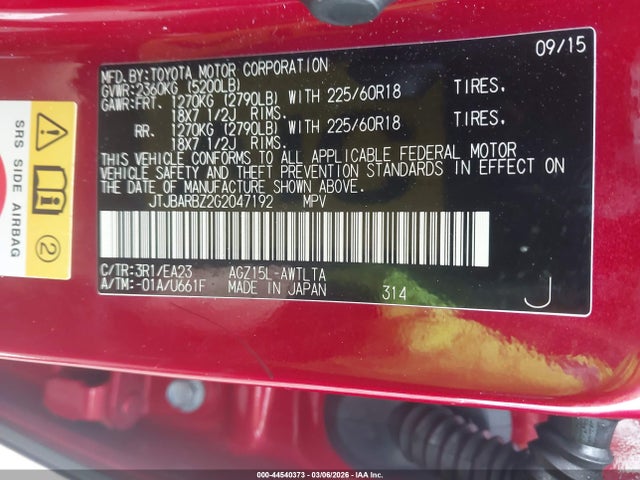 09/15
MFD.BY:TOYOTA MOTOR CORPORATION
GVWR:2360KG (5200LB)
GAWR:FRT. 1270KG (2790LB) WITH 225/60R18 TIRES.
18X7 1/2J RIMS.
RR. 1270KG (2790LB) WITH 225/60R18 TIRES.
18X7 1/2J RIMS.
THIS VEHICLE CONFORMS TO ALL APPLICABLE FEDERAL MOTOR
VEHICLE SAFETY AND THEFT PREVENTION STANDARDS IN EFFECT ON
THE DATE OF MANUFACTURE SHOWN ABOVE.
JTJBARBZ2G2047192 MPV
C/TR:3R1/EA23 AGZ15L-AWTLTA
A/TM:-01A/U661F MADE IN JAPAN 314 J
SRS SIDE AIRBAG
2
000-44540373 - 03/06/2026 - IAA Inc.